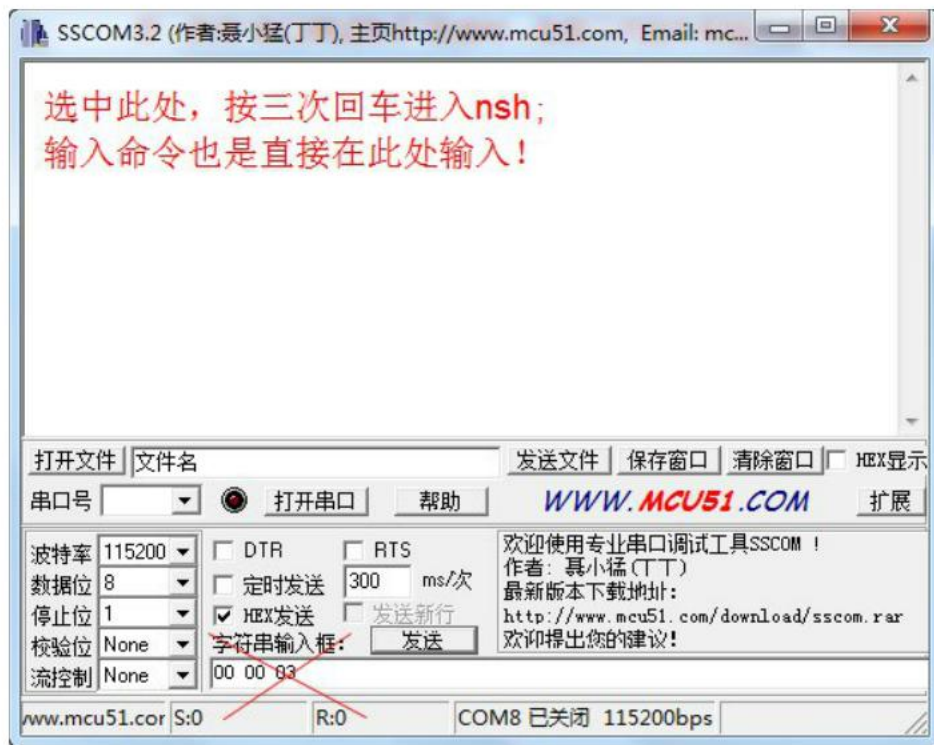 SSCOM3.2 (作者:聂小猛(丁丁), 主页http://www.mcu51.com, Email: mc...
选中此处，按三次回车进入nsh;
输入命令也是直接在此处输入！
打开文件 文件名 发送文件 保存窗口 清除窗口 HEX显示
串口号 打开串口 帮助 WWW.MCU51.COM 扩展
波特率 115200 DTR RTS
数据位 8 定时发送 300 ms/次
停止位 1 HEX发送 发送新行
校验位 None 字符串输入框: 发送
流控制 None 00 00 03
欢迎使用专业串口调试工具SSCOM !
作者: 聂小猛(丁丁)
最新版本下载地址:
http://www.mcu51.com/download/sscom.rar
欢迎提出您的建议!
www.mcu51.cor S:0 R:0 COM8 已关闭 115200bps